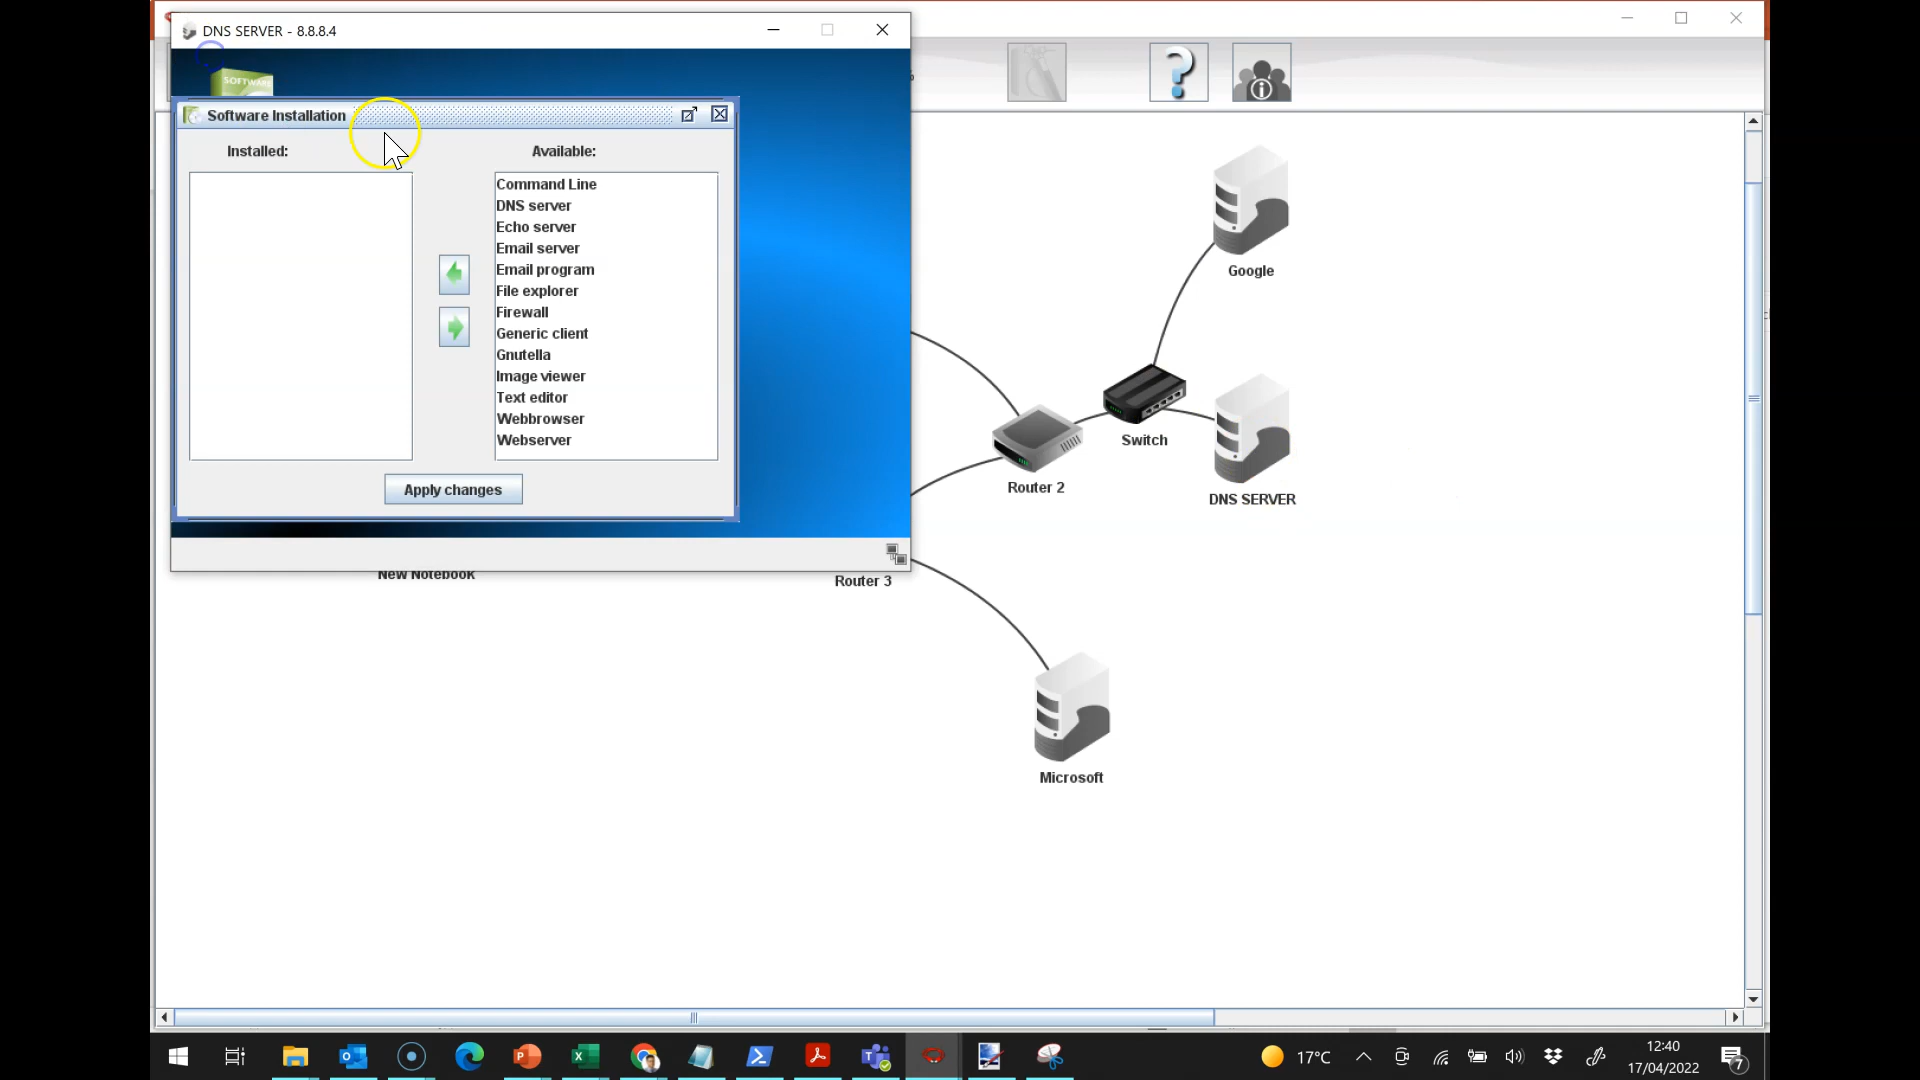 DNS SERVER - 8.8.8.4
SOFTWARE
Software Installation
Installed:
Available:
Command Line
DNS server
Echo server
Email server
Email program
File explorer
Firewall
Generic client
Gnutella
Image viewer
Text editor
Webbrowser
Webserver
Apply changes
Google
Switch
Router 2
DNS SERVER
New Notebook
Router 3
Microsoft
17°C
12:40
17/04/2022
7